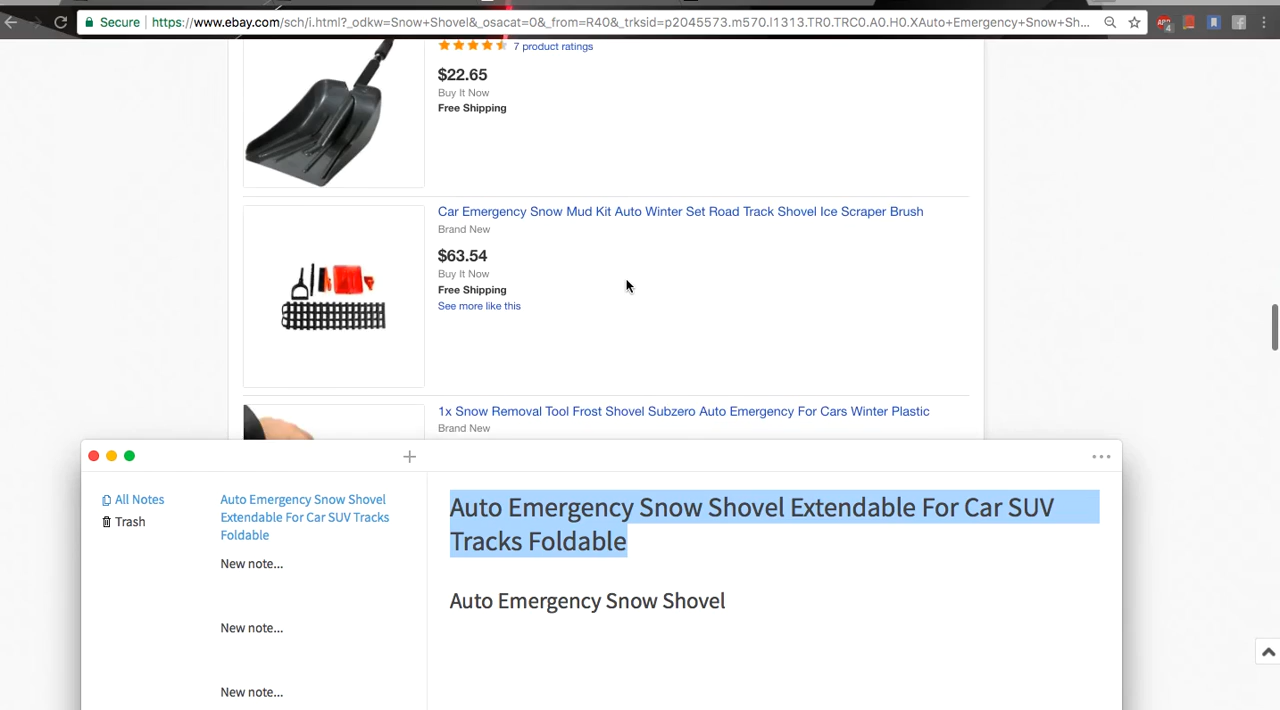 Secure
https://www.ebay.com/sch/i.html?_odkw=Snow+Shovel&_osacat=0&_from=R40&_trksid=p2045573.m570.l1313.TR0.TRC0.A0.H0.XAuto+Emergency+Snow+Sh...
ABP
4
7 product ratings
$22.65
Buy It Now
Free Shipping
Car Emergency Snow Mud Kit Auto Winter Set Road Track Shovel Ice Scraper Brush
Brand New
$63.54
Buy It Now
Free Shipping
See more like this
1x Snow Removal Tool Frost Shovel Subzero Auto Emergency For Cars Winter Plastic
Brand New
All Notes
Trash
Auto Emergency Snow Shovel
Extendable For Car SUV Tracks
Foldable
New note...
New note...
New note...
Auto Emergency Snow Shovel Extendable For Car SUV
Tracks Foldable
Auto Emergency Snow Shovel